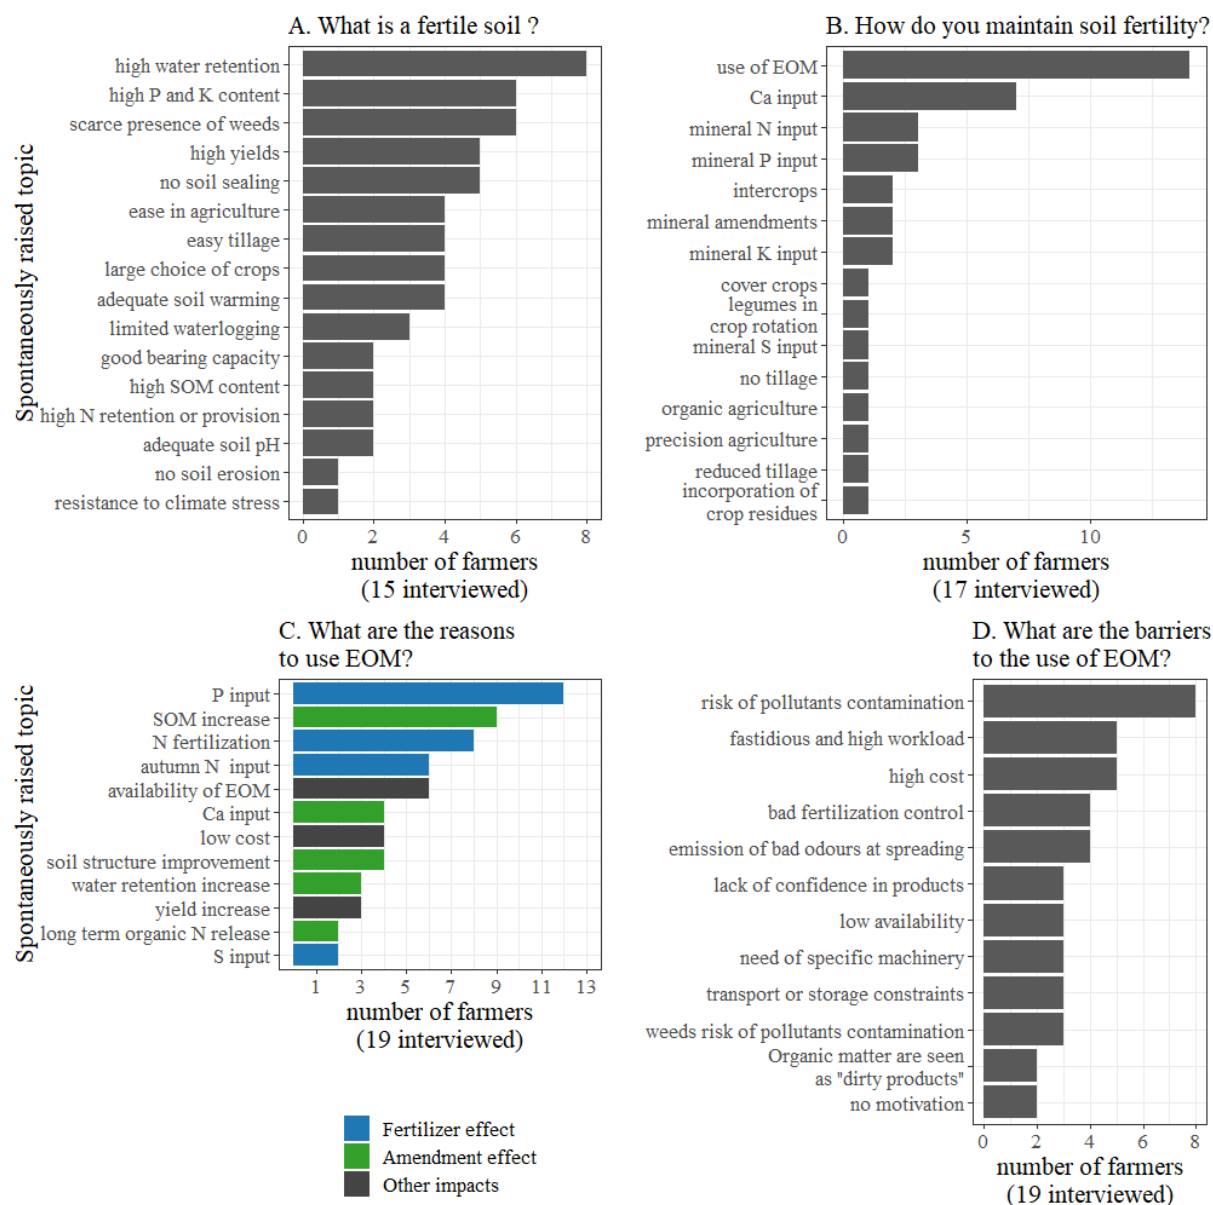 A. What is a fertile soil ?
Spontaneously raised topic
high water retention
high P and K content
scarce presence of weeds
high yields
no soil sealing
ease in agriculture
easy tillage
large choice of crops
adequate soil warming
limited waterlogging
good bearing capacity
high SOM content
high N retention or provision
adequate soil pH
no soil erosion
resistance to climate stress
0 2 4 6 8
number of farmers
(15 interviewed)
B. How do you maintain soil fertility?
use of EOM
Ca input
mineral N input
mineral P input
intercrops
mineral amendments
mineral K input
cover crops
legumes in
crop rotation
mineral S input
no tillage
organic agriculture
precision agriculture
reduced tillage
incorporation of
crop residues
0 5 10
number of farmers
(17 interviewed)
C. What are the reasons
to use EOM?
Spontaneously raised topic
P input
SOM increase
N fertilization
autumn N  input
availability of EOM
Ca input
low cost
soil structure improvement
water retention increase
yield increase
long term organic N release
S input
1 3 5 7 9 11 13
number of farmers
(19 interviewed)
Fertilizer effect
Amendment effect
Other impacts
D. What are the barriers
to the use of EOM?
risk of pollutants contamination
fastidious and high workload
high cost
bad fertilization control
emission of bad odours at spreading
lack of confidence in products
low availability
need of specific machinery
transport or storage constraints
weeds risk of pollutants contamination
Organic matter are seen
as "dirty products"
no motivation
0 2 4 6 8
number of farmers
(19 interviewed)